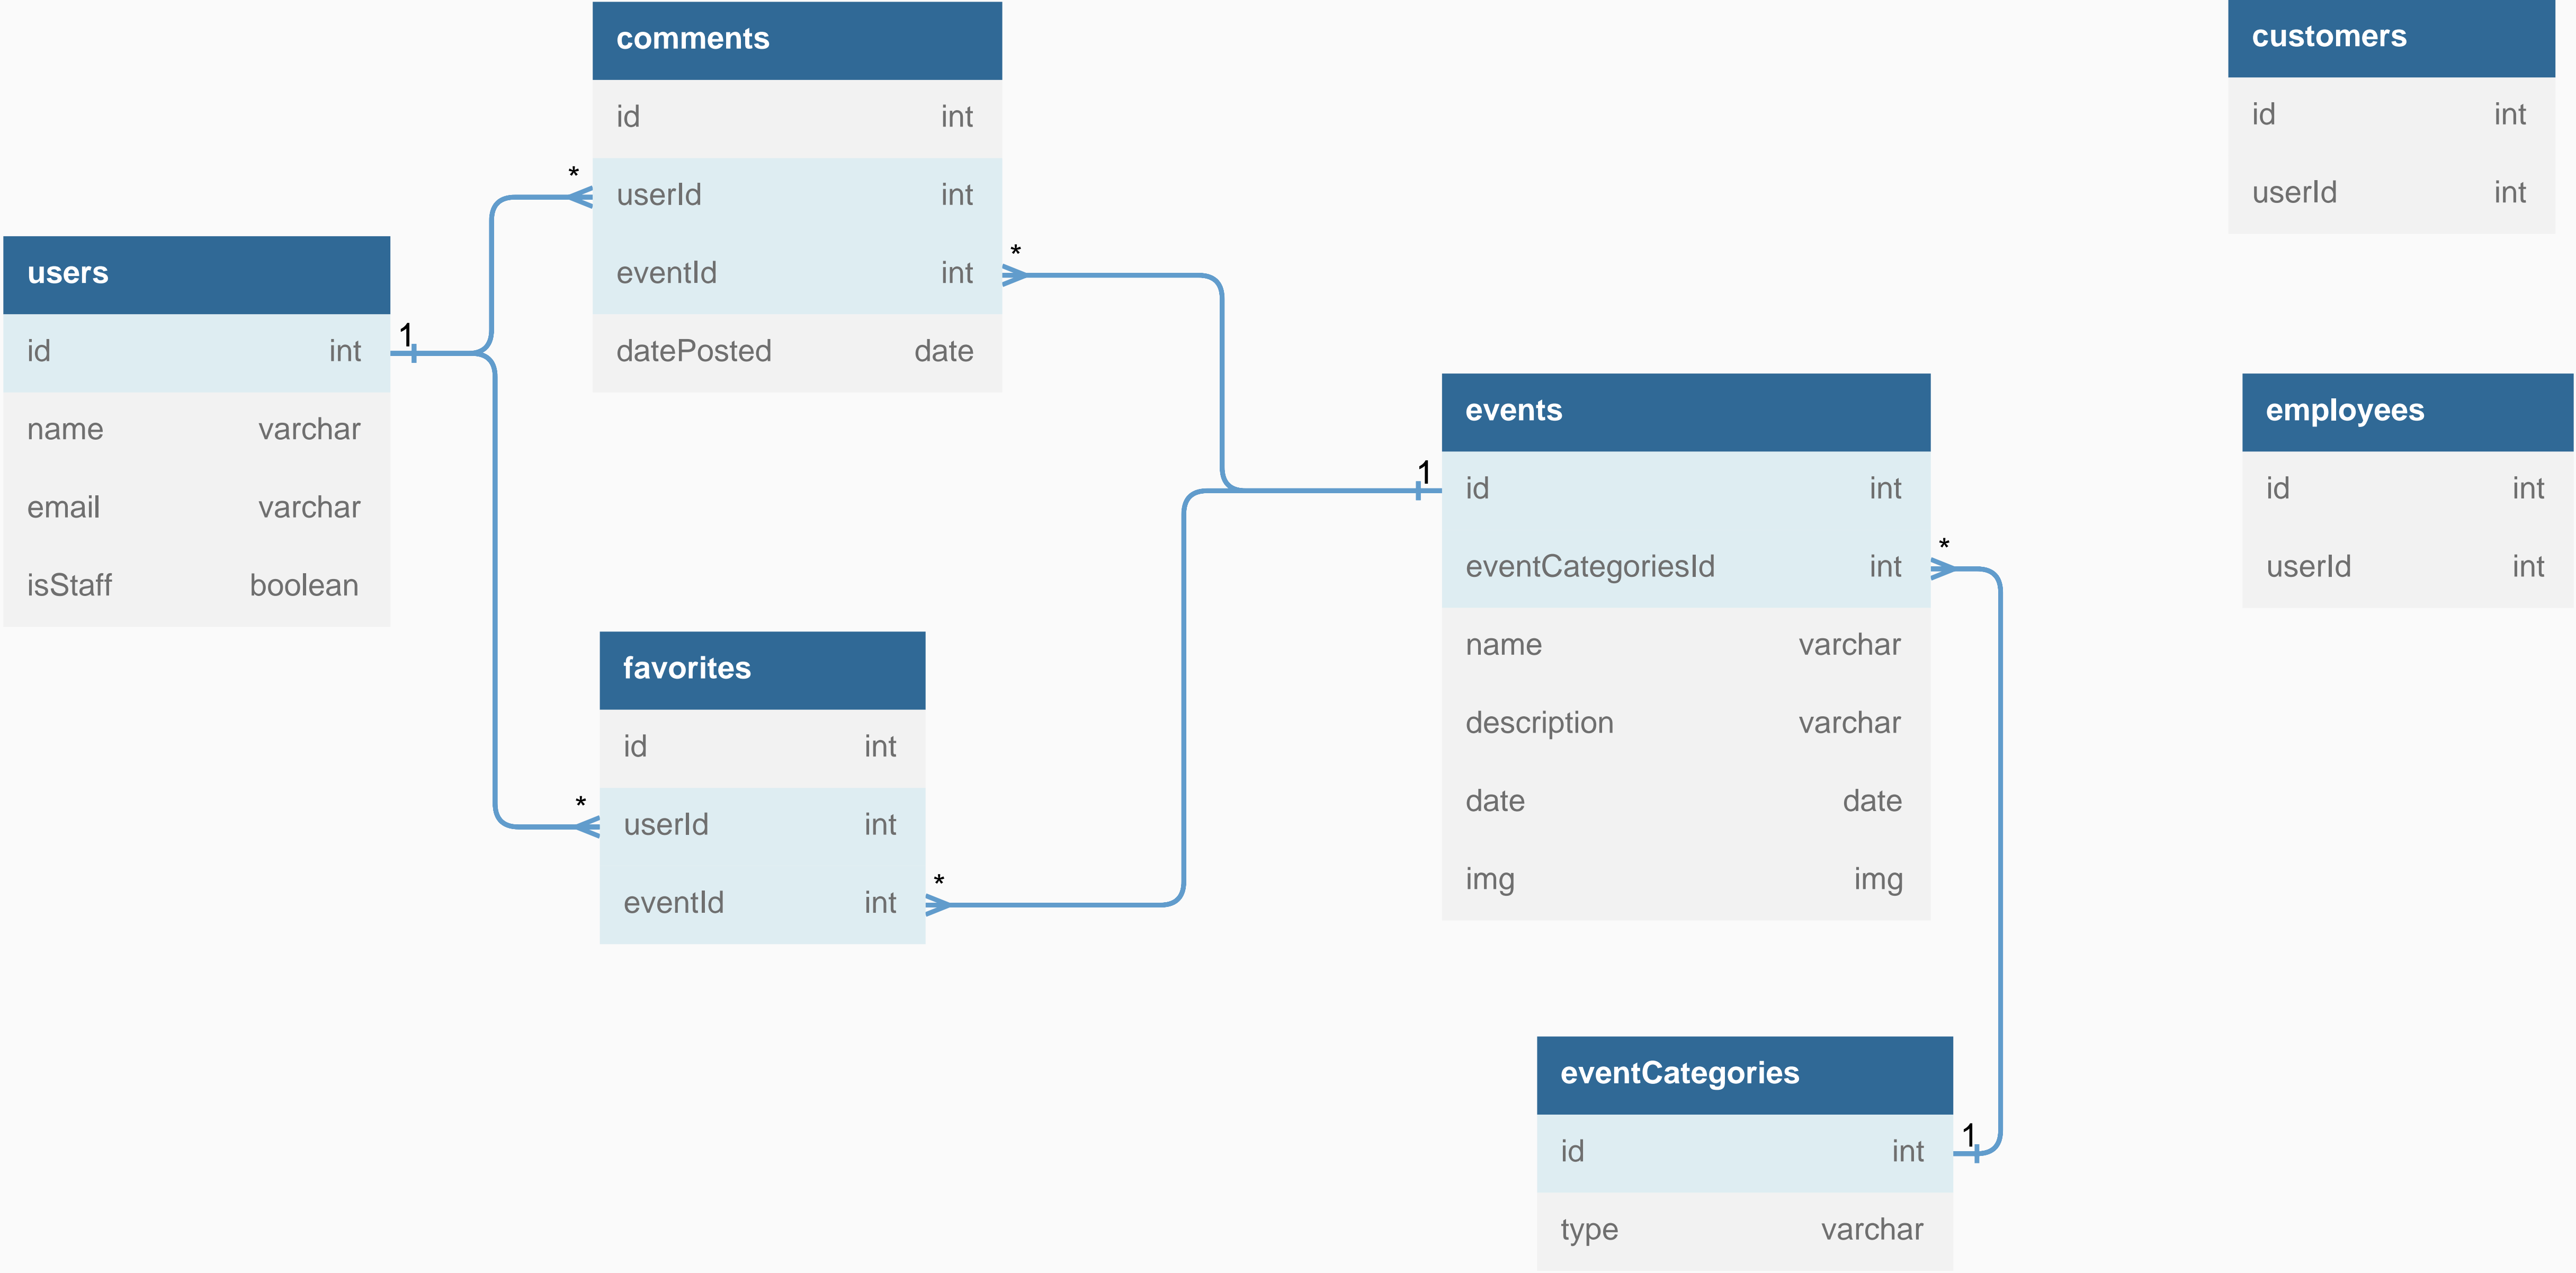 comments
id int
userId int
eventId int
datePosted date
*
*
customers
id int
userId int
users
id int
name varchar
email varchar
isStaff boolean
1
events
id int
eventCategoriesId int
name varchar
description varchar
date date
img img
1
*
employees
id int
userId int
favorites
id int
userId int
eventId int
*
*
eventCategories
id int
type varchar
1